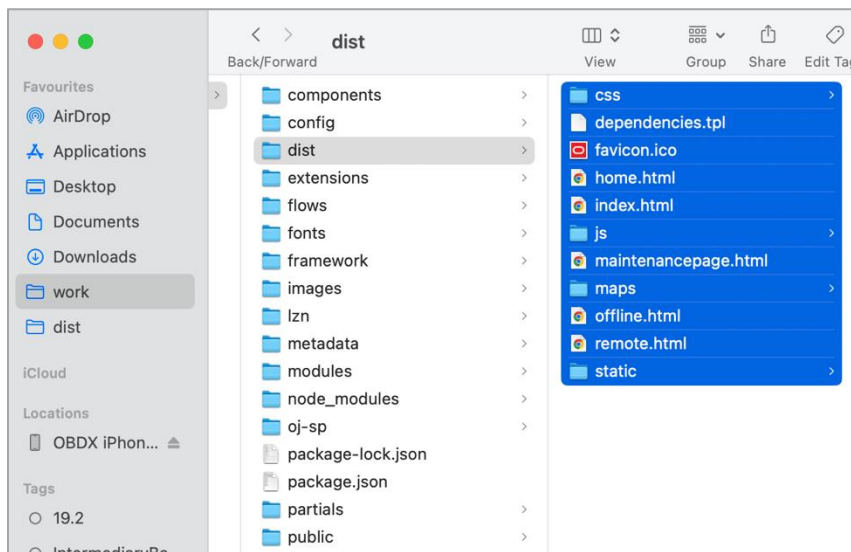 dist
Back/Forward
View
Group
Share
Edit Ta
Favourites
AirDrop
Applications
Desktop
Documents
Downloads
work
dist
iCloud
Locations
OBDX iPhon...
Tags
19.2
components
config
dist
extensions
flows
fonts
framework
images
lzn
metadata
modules
node_modules
oj-sp
package-lock.json
package.json
partials
public
css
dependencies.tpl
favicon.ico
home.html
index.html
js
maintenancepage.html
maps
offline.html
remote.html
static